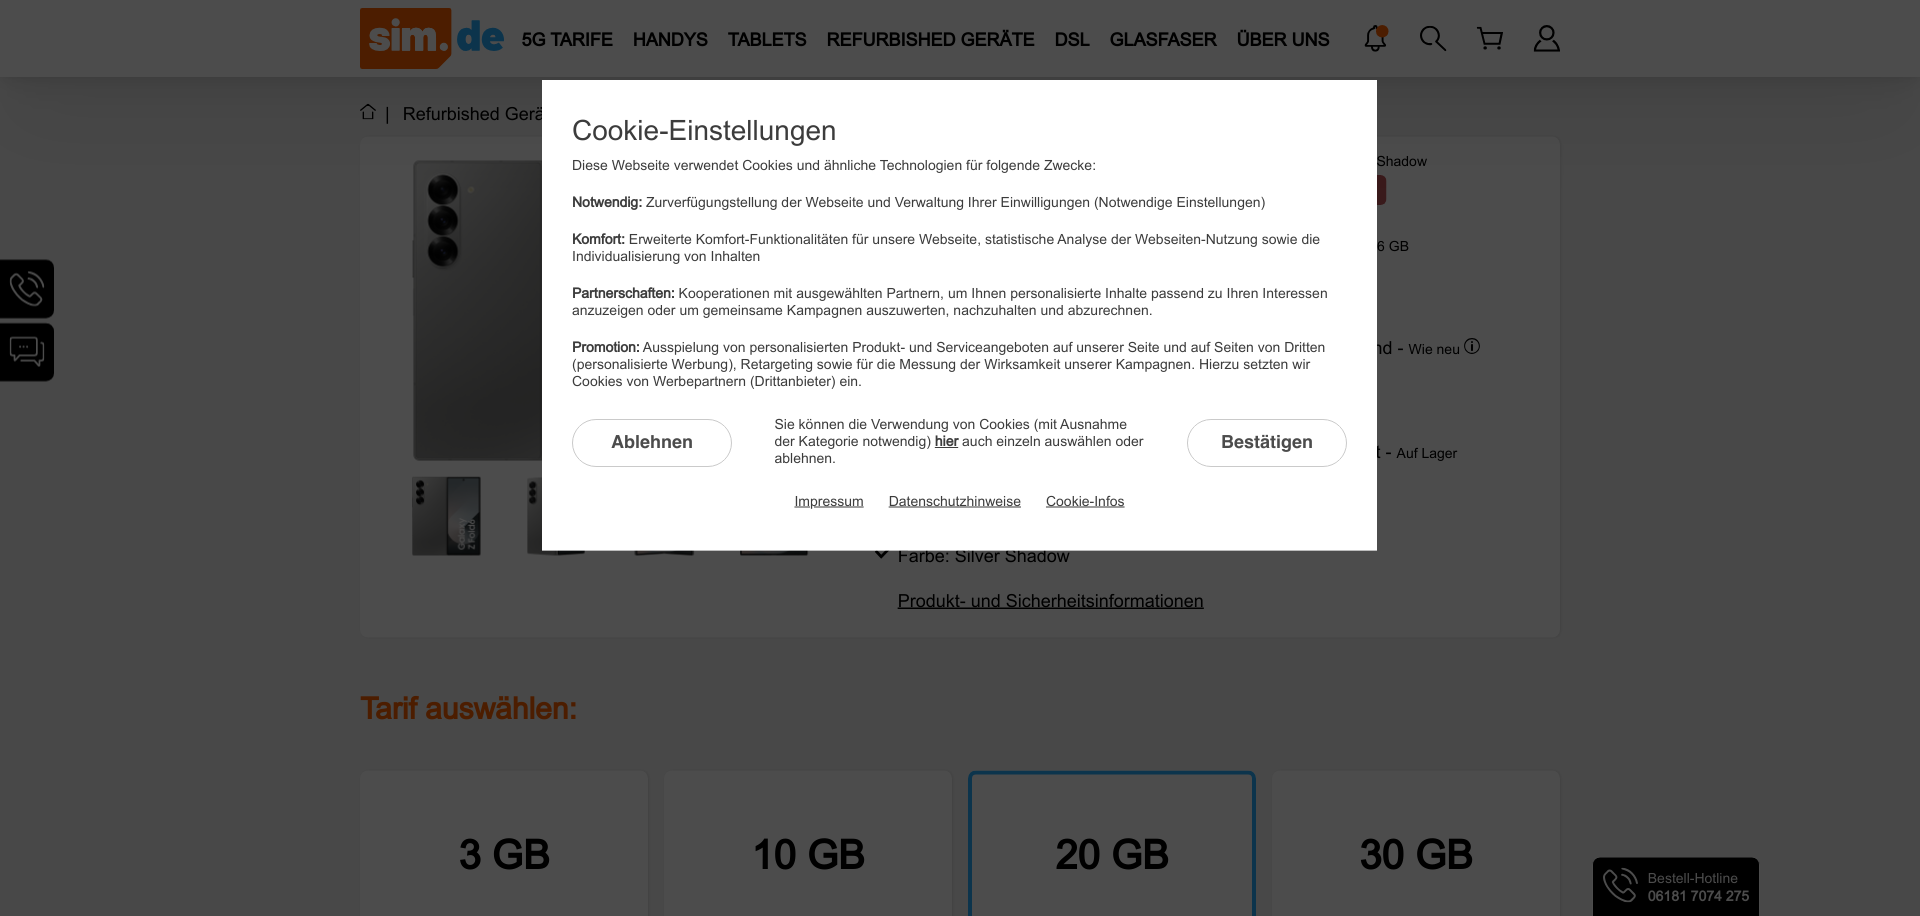 sim.de
5G TARIFE HANDYS TABLETS REFURBISHED GERÄTE DSL GLASFASER ÜBER UNS
| Refurbished Gerä
Cookie-Einstellungen
Diese Webseite verwendet Cookies und ähnliche Technologien für folgende Zwecke:
Notwendig: Zurverfügungstellung der Webseite und Verwaltung Ihrer Einwilligungen (Notwendige Einstellungen)
Komfort: Erweiterte Komfort-Funktionalitäten für unsere Webseite, statistische Analyse der Webseiten-Nutzung sowie die
Individualisierung von Inhalten
Partnerschaften: Kooperationen mit ausgewählten Partnern, um Ihnen personalisierte Inhalte passend zu Ihren Interessen
anzuzeigen oder um gemeinsame Kampagnen auszuwerten, nachzuhalten und abzurechnen.
Promotion: Ausspielung von personalisierten Produkt- und Serviceangeboten auf unserer Seite und auf Seiten von Dritten
(personalisierte Werbung), Retargeting sowie für die Messung der Wirksamkeit unserer Kampagnen. Hierzu setzten wir
Cookies von Werbepartnern (Drittanbieter) ein.
Ablehnen
Sie können die Verwendung von Cookies (mit Ausnahme
der Kategorie notwendig) hier auch einzeln auswählen oder
ablehnen.
Bestätigen
Impressum Datenschutzhinweise Cookie-Infos
Shadow
6 GB
nd - Wie neu
t - Auf Lager
Galaxy
Z Fold6
Farbe: Silver Shadow
Produkt- und Sicherheitsinformationen
Tarif auswählen:
3 GB
10 GB
20 GB
30 GB
Bestell-Hotline
06181 7074 275